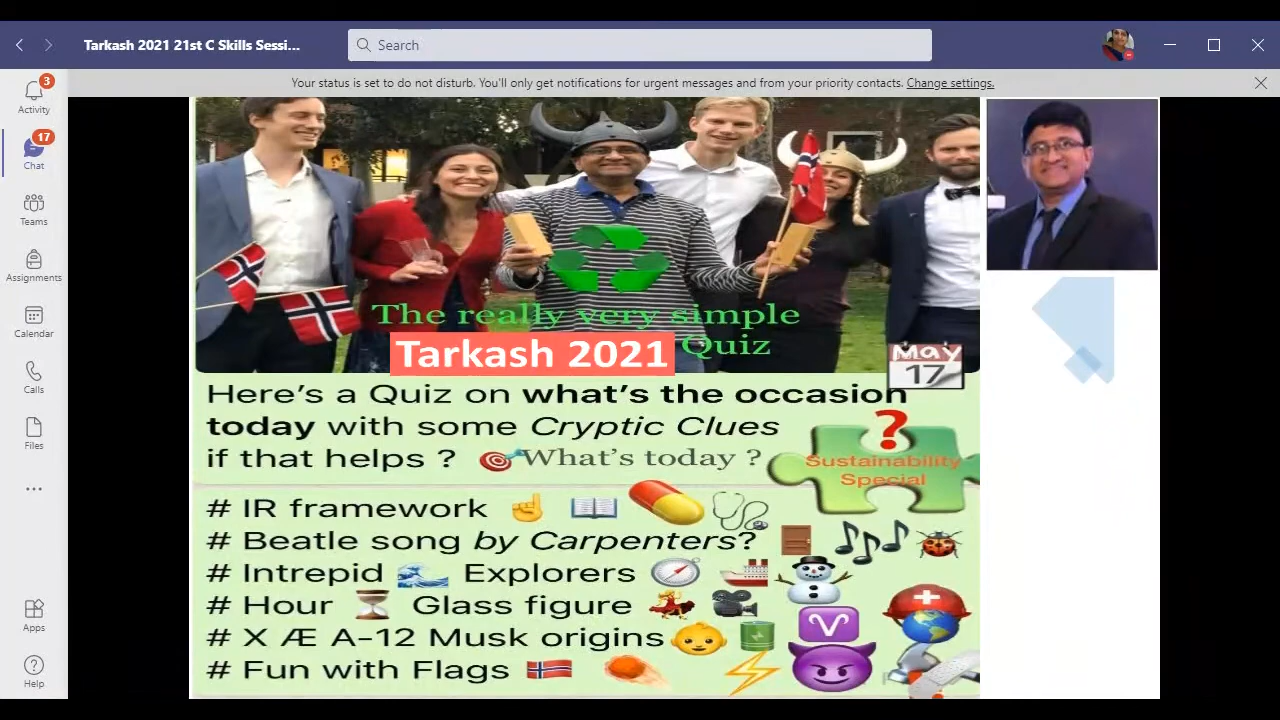 Tarkash 2021 21st C Skills Sessi...
Search
Your status is set to do not disturb. You'll only get notifications for urgent messages and from your priority contacts. Change settings.
3
Activity
17
Chat
Teams
Assignments
Calendar
Calls
Files
Apps
Help
The really very simple
Tarkash 2021 Quiz
May
17
Here's a Quiz on what's the occasion
today with some Cryptic Clues
if that helps ? What's today ?
?
Sustainability
Special
# IR framework
# Beatle song by Carpenters?
# Intrepid Explorers
# Hour Glass figure
# X Æ A-12 Musk origins
# Fun with Flags